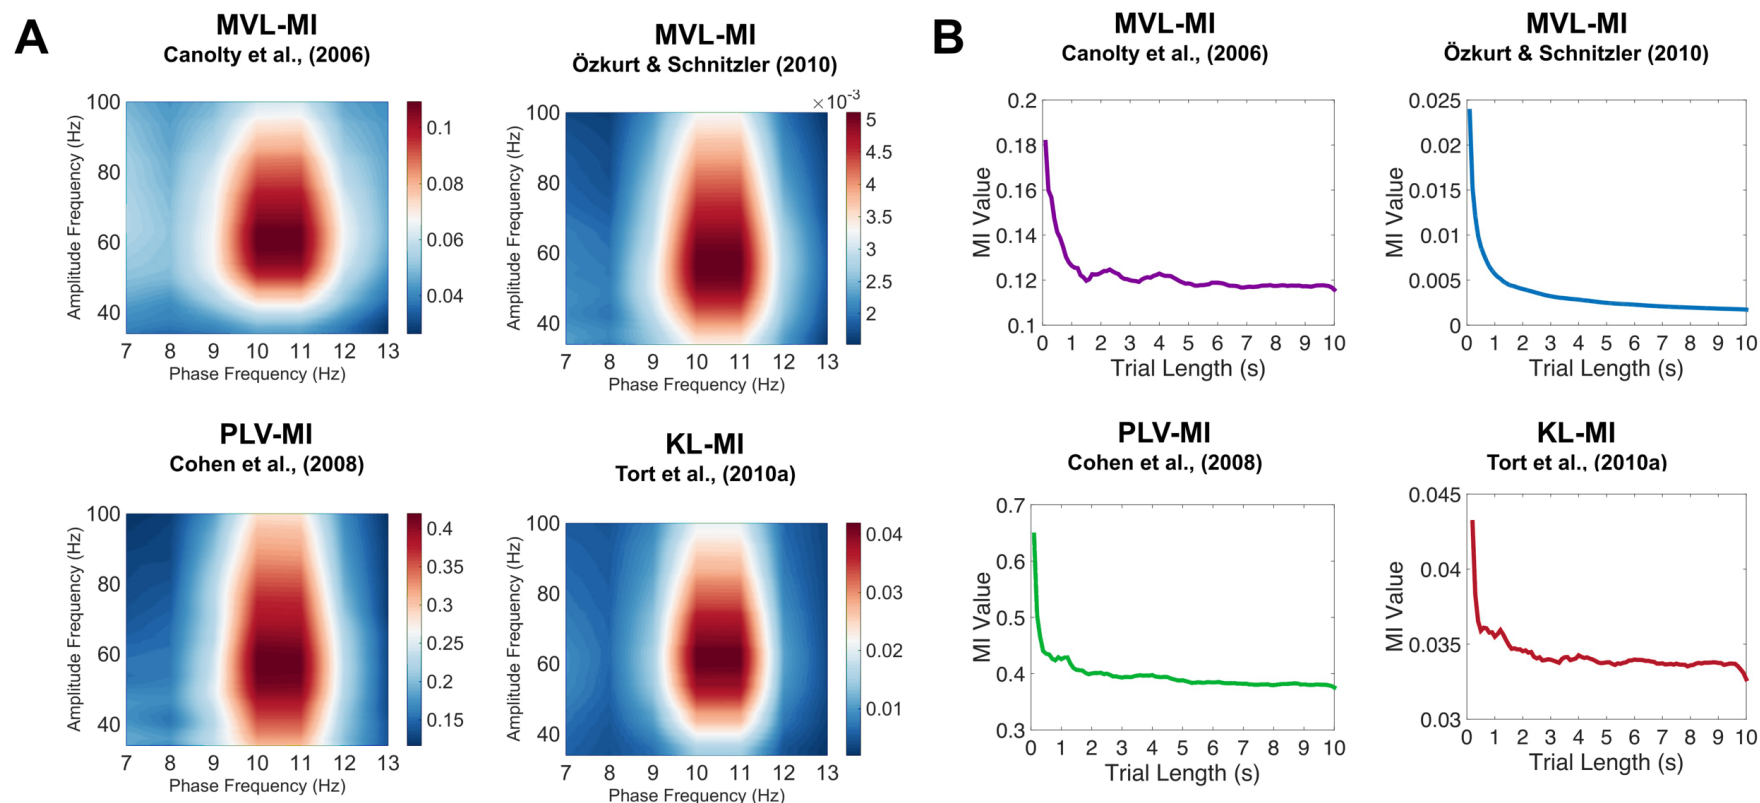 A
MVL-MI
Canolty et al., (2006)
100
80
60
40
Amplitude Frequency (Hz)
7 8 9 10 11 12 13
Phase Frequency (Hz)
0.1
0.08
0.06
0.04
MVL-MI
Özkurt & Schnitzler (2010)
×10-3
100
80
60
40
Amplitude Frequency (Hz)
7 8 9 10 11 12 13
Phase Frequency (Hz)
5
4.5
4
3.5
3
2.5
2
PLV-MI
Cohen et al., (2008)
100
80
60
40
Amplitude Frequency (Hz)
7 8 9 10 11 12 13
Phase Frequency (Hz)
0.4
0.35
0.3
0.25
0.2
0.15
KL-MI
Tort et al., (2010a)
100
80
60
40
Amplitude Frequency (Hz)
7 8 9 10 11 12 13
Phase Frequency (Hz)
0.04
0.03
0.02
0.01
B
MVL-MI
Canolty et al., (2006)
0.2
0.18
0.16
0.14
0.12
0.1
MI Value
0 1 2 3 4 5 6 7 8 9 10
Trial Length (s)
MVL-MI
Özkurt & Schnitzler (2010)
0.025
0.02
0.015
0.01
0.005
0
MI Value
0 1 2 3 4 5 6 7 8 9 10
Trial Length (s)
PLV-MI
Cohen et al., (2008)
0.7
0.6
0.5
0.4
0.3
MI Value
0 1 2 3 4 5 6 7 8 9 10
Trial Length (s)
KL-MI
Tort et al., (2010a)
0.045
0.04
0.035
0.03
MI Value
0 1 2 3 4 5 6 7 8 9 10
Trial Length (s)